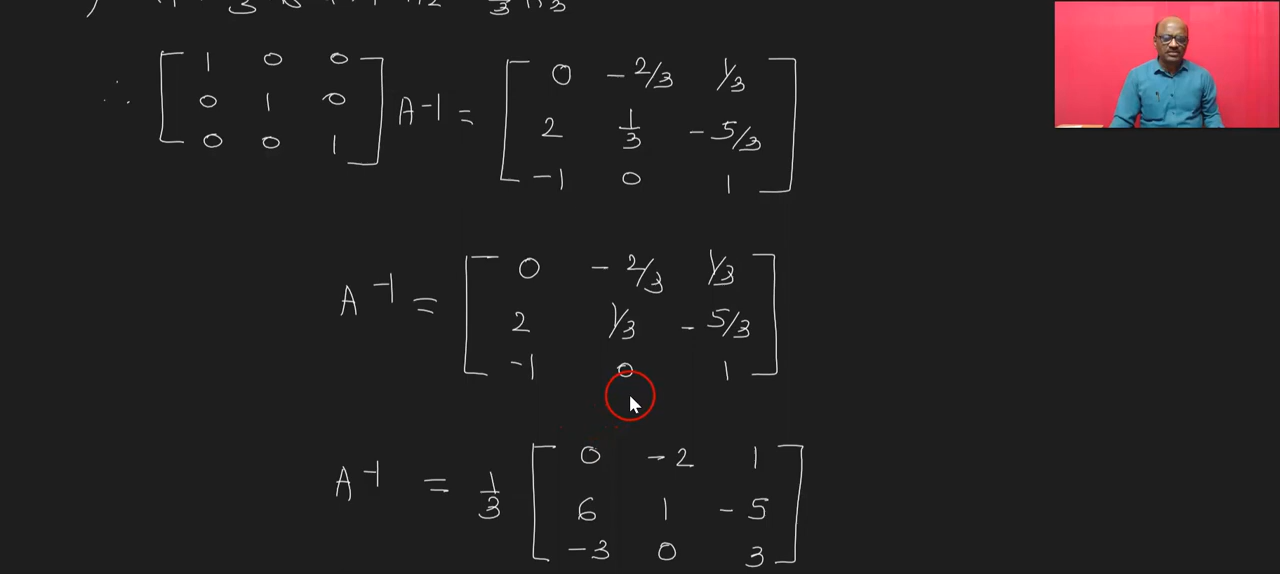 1 0 0
0 1 0 A⁻¹ =
0 0 1
0 -2/3 1/3
2 1/3 -5/3
-1 0 1
A⁻¹ =
0 -2/3 1/3
2 1/3 -5/3
-1 0 1
A⁻¹ = 1/3
0 -2 1
6 1 -5
-3 0 3